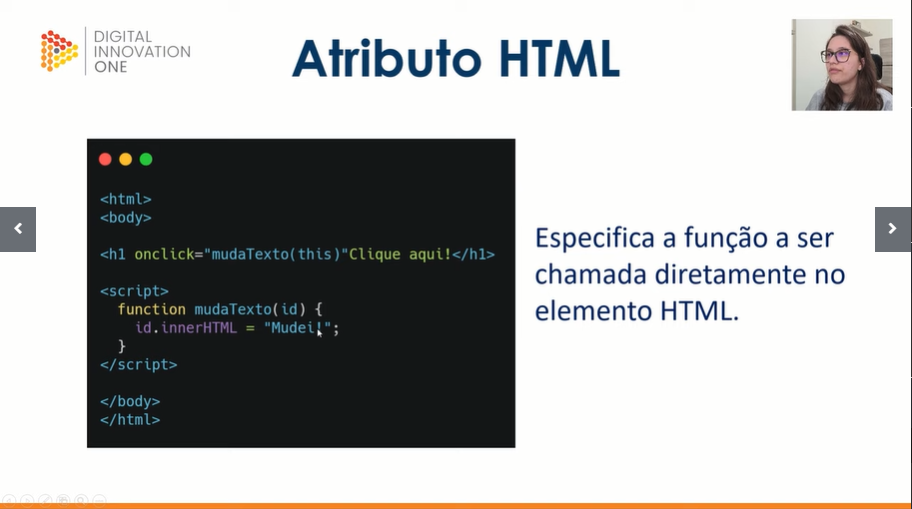 DIGITAL
INNOVATION
ONE
Atributo HTML
<html>
<body>
<h1 onclick="mudaTexto(this)"Clique aqui!</h1>
<script>
function mudaTexto(id) {
id.innerHTML = "Mudei!";
}
</script>
</body>
</html>
Especifica a função a ser
chamada diretamente no
elemento HTML.